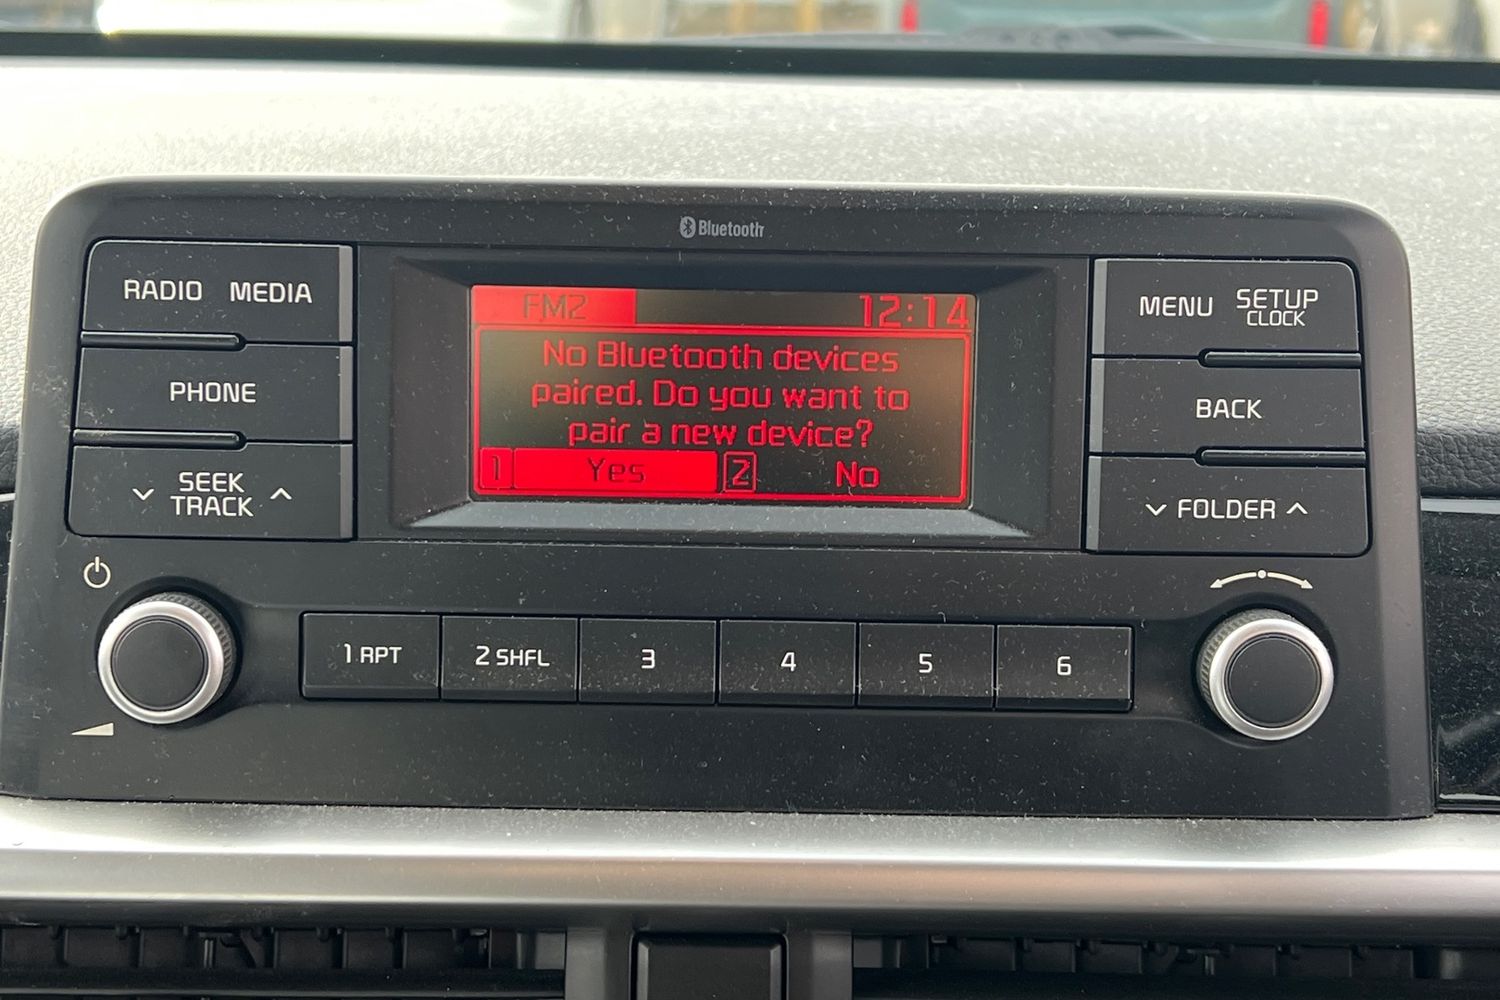 Bluetooth
RADIO MEDIA
PHONE
SEEK
TRACK
FM2 12:14
No Bluetooth devices
paired. Do you want to
pair a new device?
1 Yes 2 No
MENU SETUP
CLOCK
BACK
FOLDER
1 RPT 2 SHFL 3 4 5 6